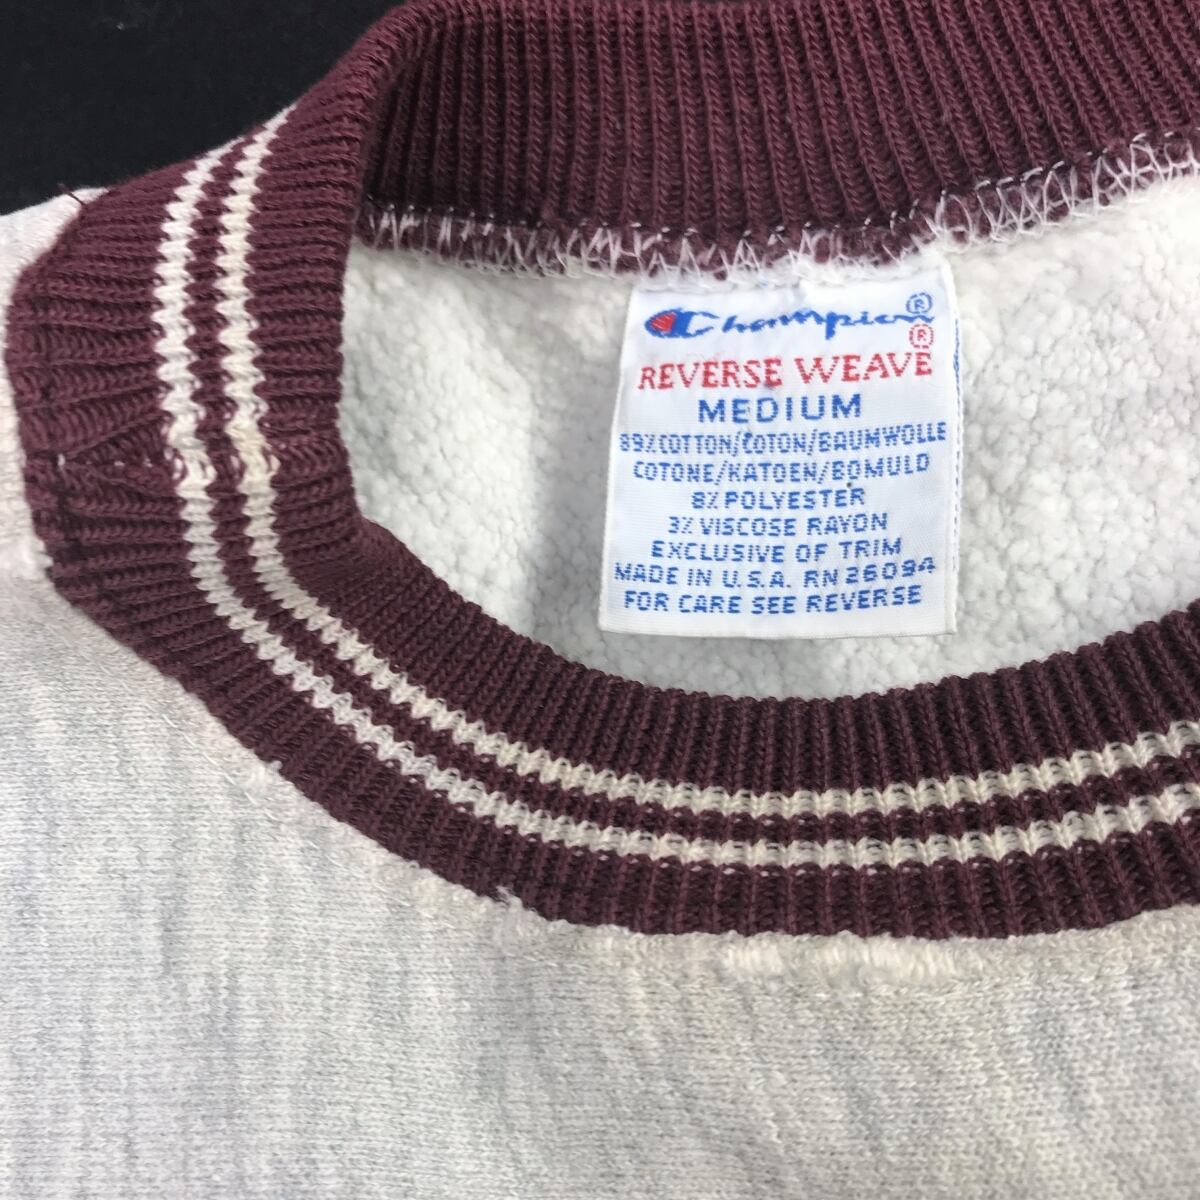 Champion®
REVERSE WEAVE®
MEDIUM
89% COTTON/COTON/BAUMWOLLE
COTONE/KATOEN/BOMULD
8% POLYESTER
3% VISCOSE RAYON
EXCLUSIVE OF TRIM
MADE IN U.S.A. RN 26094
FOR CARE SEE REVERSE